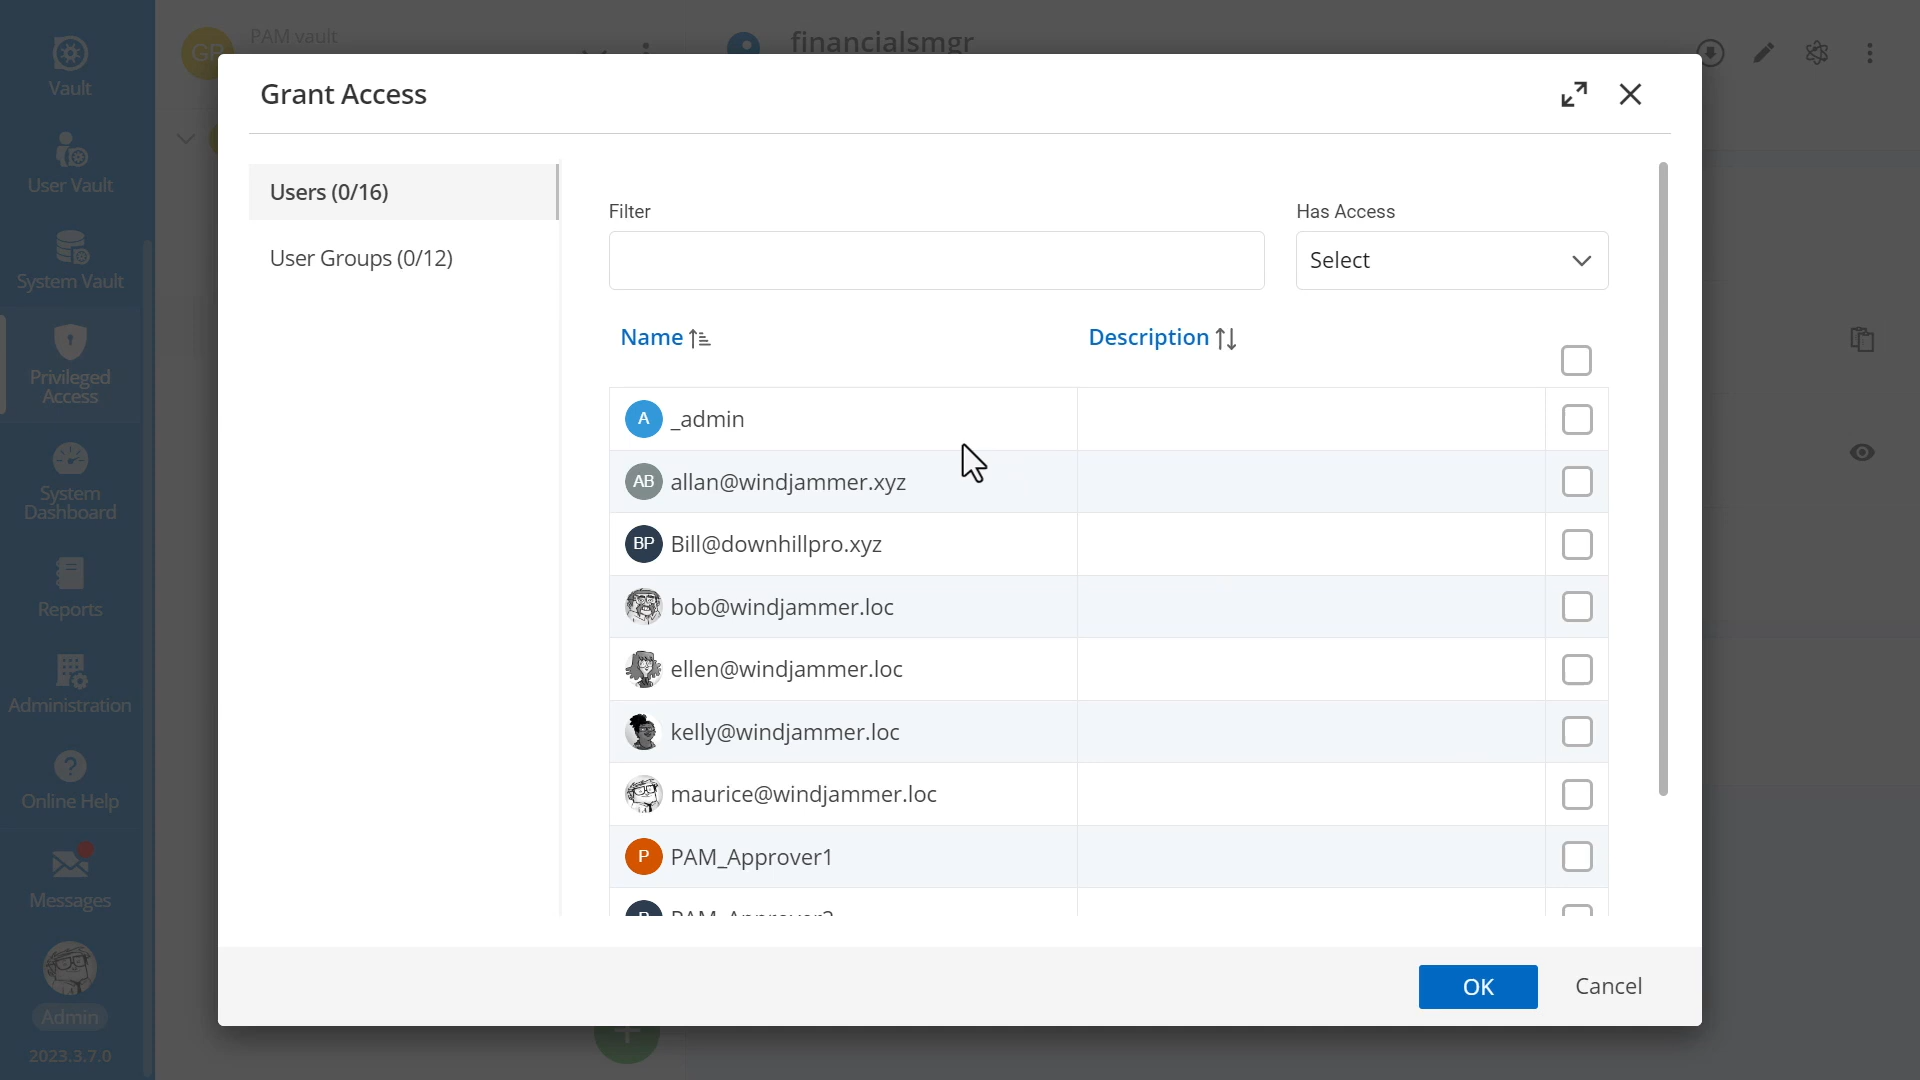 Vault
User Vault
System Vault
Privileged
Access
System
Dashboard
Reports
Administration
?
Online Help
Messages
Admin
2023.3.7.0
GP
PAM vault
financialsmgr
Grant Access
Users (0/16)
User Groups (0/12)
Filter
Has Access
Select
Name
Description
A _admin
AB allan@windjammer.xyz
BP Bill@downhillpro.xyz
bob@windjammer.loc
ellen@windjammer.loc
kelly@windjammer.loc
maurice@windjammer.loc
P PAM_Approver1
P PAM_Approver2
OK
Cancel